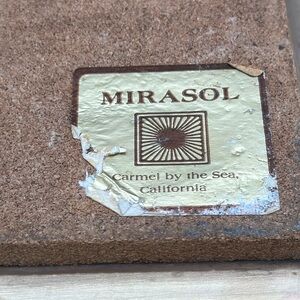 MIRASOL
Carmel by the Sea,
California